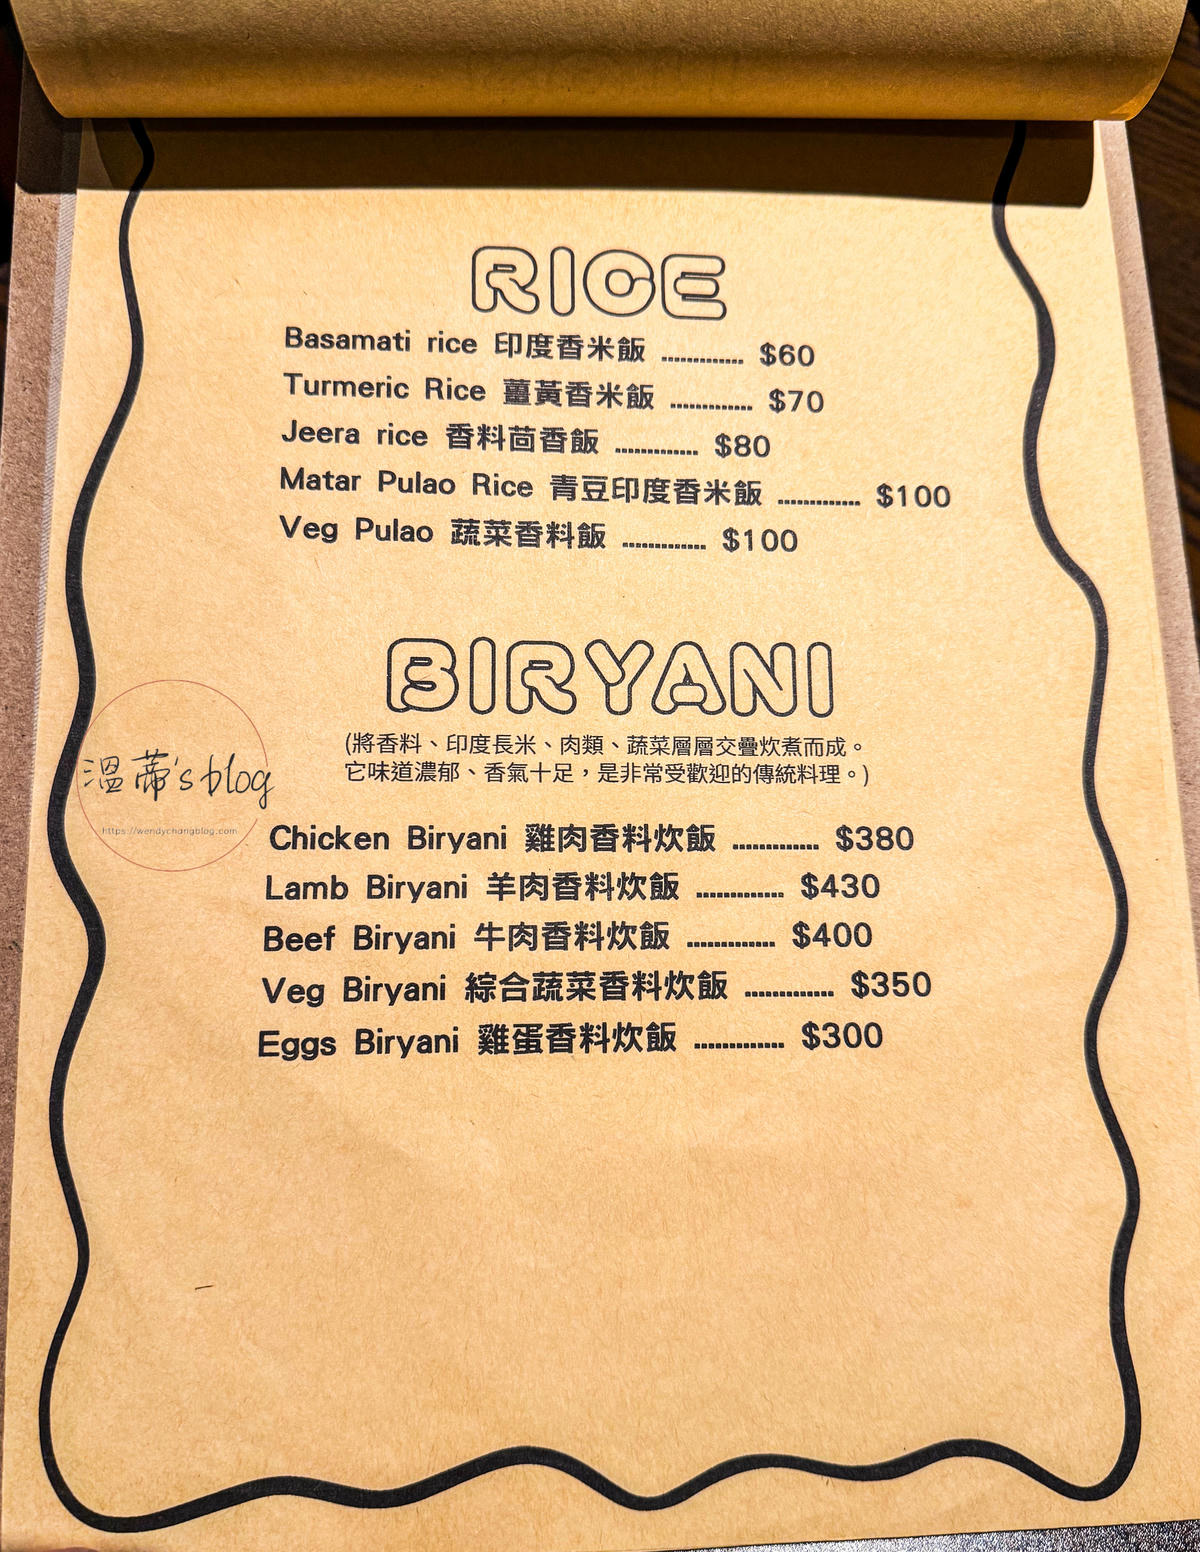 RICE
Basamati rice 印度香米飯 ............. $60
Turmeric Rice 薑黃香米飯 ............. $70
Jeera rice 香料茴香飯 ............. $80
Matar Pulao Rice 青豆印度香米飯 ............. $100
Veg Pulao 蔬菜香料飯 ............. $100
BIRYANI
(將香料、印度長米、肉類、蔬菜層層交疊炊煮而成。
它味道濃郁、香氣十足，是非常受歡迎的傳統料理。)
溫蒂's blog
https://wendychangblog.com
Chicken Biryani 雞肉香料炊飯 ............. $380
Lamb Biryani 羊肉香料炊飯 ............. $430
Beef Biryani 牛肉香料炊飯 ............. $400
Veg Biryani 綜合蔬菜香料炊飯 ............. $350
Eggs Biryani 雞蛋香料炊飯 ............. $300